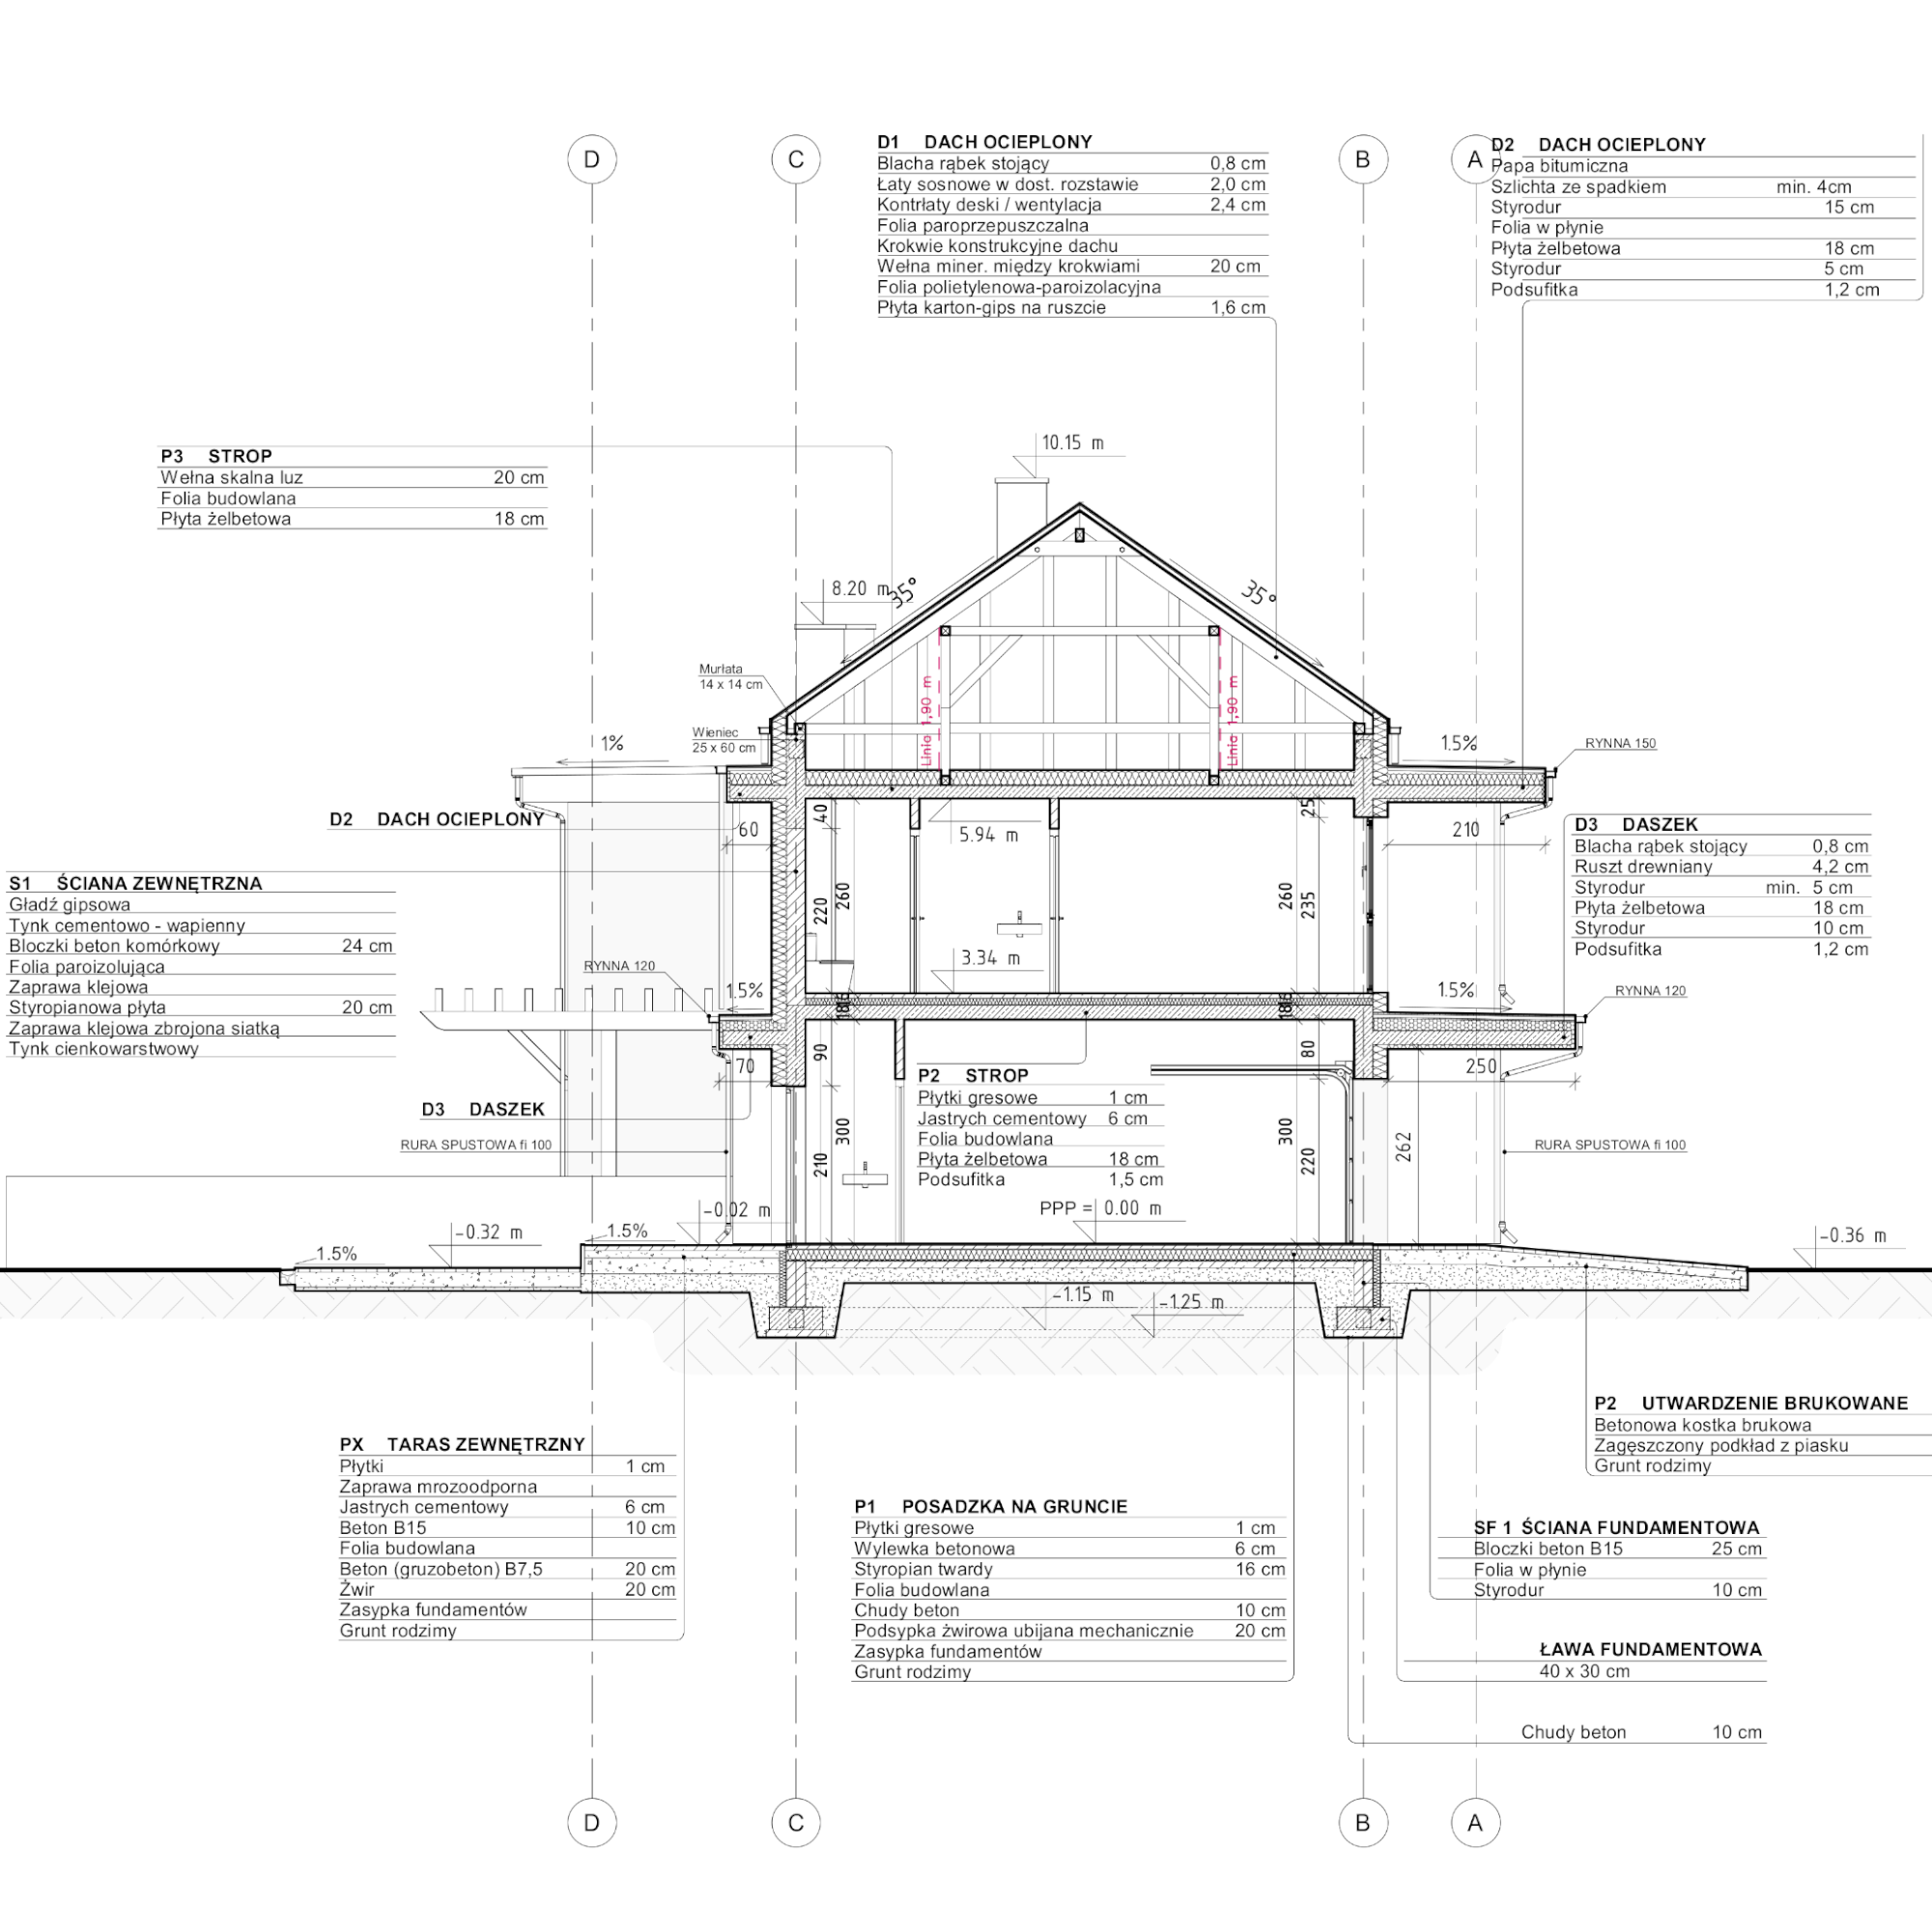 D
C
B
A
D1 DACH OCIEPLONY
Blacha rąbek stojący 0,8 cm
Łaty sosnowe w dost. rozstawie 2,0 cm
Kontrłaty deski / wentylacja 2,4 cm
Folia paroprzepuszczalna
Krokwie konstrukcyjne dachu
Wełna miner. między krokwiami 20 cm
Folia polietylenowa-paroizolacyjna
Płyta karton-gips na ruszcie 1,6 cm
D2 DACH OCIEPLONY
Papa bitumiczna
Szlichta ze spadkiem min. 4cm
Styrodur 15 cm
Folia w płynie
Płyta żelbetowa 18 cm
Styrodur 5 cm
Podsufitka 1,2 cm
P3 STROP
Wełna skalna luz 20 cm
Folia budowlana
Płyta żelbetowa 18 cm
10.15 m
8.20 m
35°
35°
Murłata
14 x 14 cm
Wieniec
25 x 60 cm
Linia 1,90 m
Linia 1,90 m
1%
1.5%
RYNNA 150
D2 DACH OCIEPLONY
60
40
5.94 m
25
210
220
260
260
235
3.34 m
D3 DASZEK
Blacha rąbek stojący 0,8 cm
Ruszt drewniany 4,2 cm
Styrodur min. 5 cm
Płyta żelbetowa 18 cm
Styrodur 10 cm
Podsufitka 1,2 cm
S1 ŚCIANA ZEWNĘTRZNA
Gładź gipsowa
Tynk cementowo - wapienny
Bloczki beton komórkowy 24 cm
Folia paroizolująca
Zaprawa klejowa
Styropianowa płyta 20 cm
Zaprawa klejowa zbrojona siatką
Tynk cienkowarstwowy
RYNNA 120
1.5%
1.5%
RYNNA 120
70
90
80
250
D3 DASZEK
RURA SPUSTOWA fi 100
210
300
P2 STROP
Płytki gresowe 1 cm
Jastrych cementowy 6 cm
Folia budowlana
Płyta żelbetowa 18 cm
Podsufitka 1,5 cm
300
220
262
RURA SPUSTOWA fi 100
PPP = 0.00 m
-0.02 m
-0.32 m
1.5%
1.5%
-0.36 m
-1.15 m
-1.25 m
PX TARAS ZEWNĘTRZNY
Płytki 1 cm
Zaprawa mrozoodporna
Jastrych cementowy 6 cm
Beton B15 10 cm
Folia budowlana
Beton (gruzobeton) B7,5 20 cm
Żwir 20 cm
Zasypka fundamentów
Grunt rodzimy
P1 POSADZKA NA GRUNCIE
Płytki gresowe 1 cm
Wylewka betonowa 6 cm
Styropian twardy 16 cm
Folia budowlana
Chudy beton 10 cm
Podsypka żwirowa ubijana mechanicznie 20 cm
Zasypka fundamentów
Grunt rodzimy
P2 UTWARDZENIE BRUKOWANE
Betonowa kostka brukowa
Zagęszczony podkład z piasku
Grunt rodzimy
SF 1 ŚCIANA FUNDAMENTOWA
Bloczki beton B15 25 cm
Folia w płynie
Styrodur 10 cm
ŁAWA FUNDAMENTOWA
40 x 30 cm
Chudy beton 10 cm
D
C
B
A